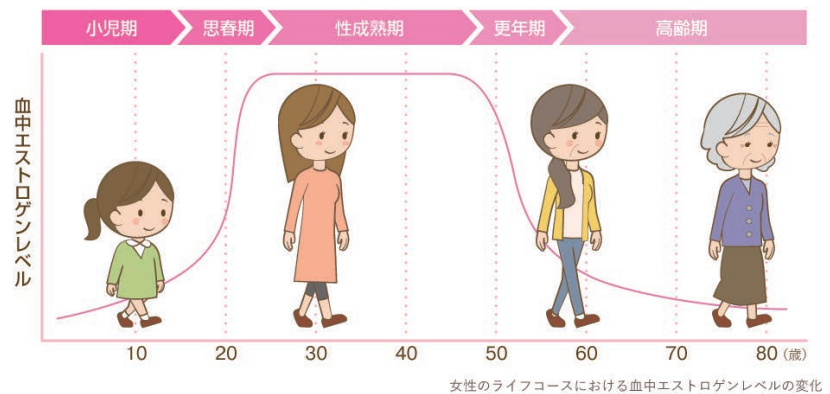 小児期 思春期 性成熟期 更年期 高齢期
血中エストロゲンレベル
10 20 30 40 50 60 70 80 (歳)
女性のライフコースにおける血中エストロゲンレベルの変化